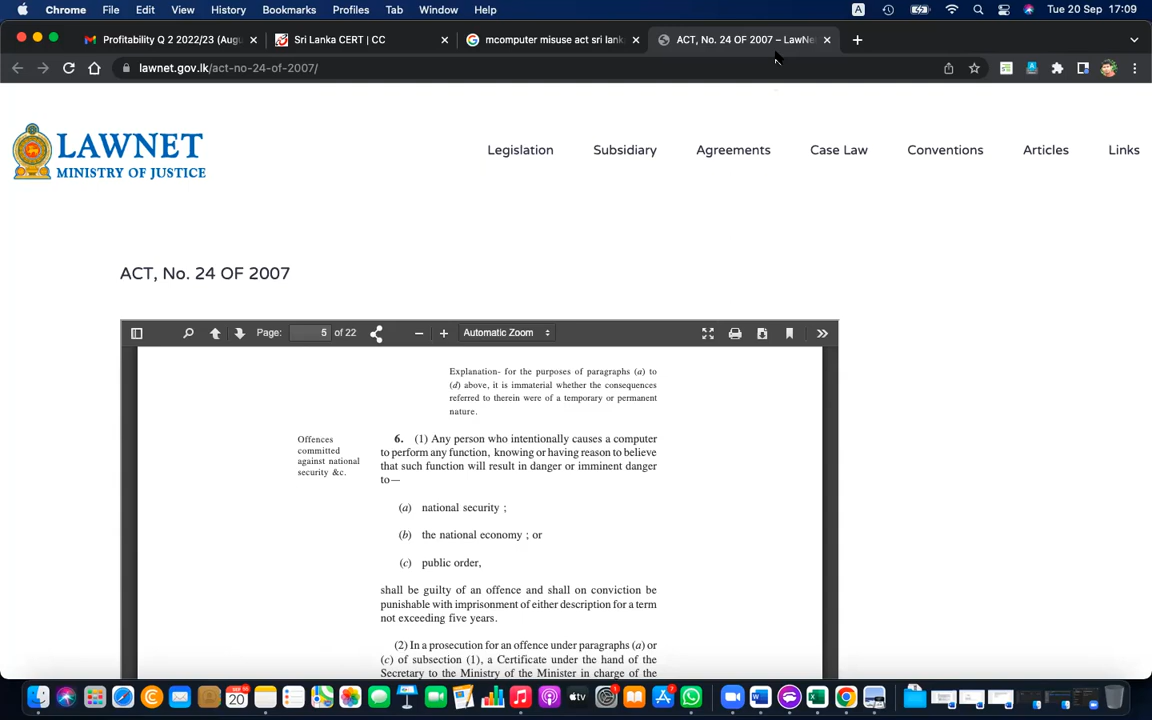 Chrome File Edit View History Bookmarks Profiles Tab Window Help A Tue 20 Sep 17:09
Profitability Q 2 2022/23 (Augu Sri Lanka CERT | CC mcomputer misuse act sri lank ACT, No. 24 OF 2007 – LawNe
lawnet.gov.lk/act-no-24-of-2007/
LAWNET
MINISTRY OF JUSTICE
Legislation Subsidiary Agreements Case Law Conventions Articles Links
ACT, No. 24 OF 2007
Page: 5 of 22 Automatic Zoom
Explanation- for the purposes of paragraphs (a) to
(d) above, it is immaterial whether the consequences
referred to therein were of a temporary or permanent
nature.
Offences
committed
against national
security &c.
6. (1) Any person who intentionally causes a computer
to perform any function, knowing or having reason to believe
that such function will result in danger or imminent danger
to—
(a) national security ;
(b) the national economy ; or
(c) public order,
shall be guilty of an offence and shall on conviction be
punishable with imprisonment of either description for a term
not exceeding five years.
(2) In a prosecution for an offence under paragraphs (a) or
(c) of subsection (1), a Certificate under the hand of the
Secretary to the Ministry of the Minister in charge of the